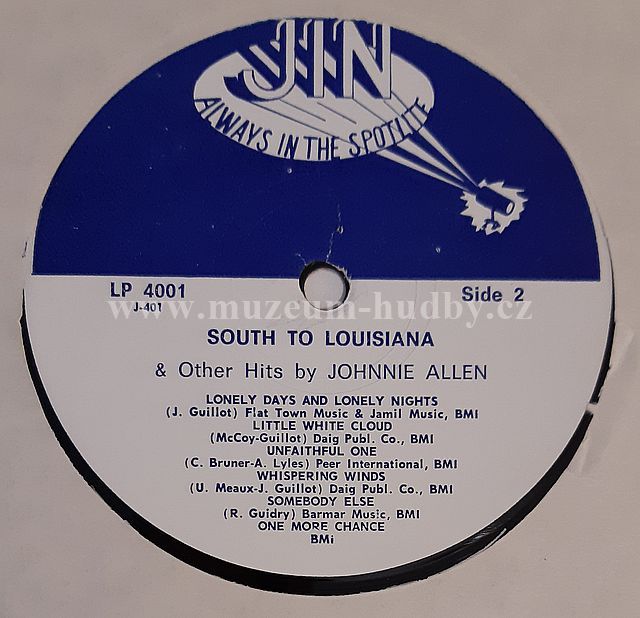 JIN
ALWAYS IN THE SPOTLITE
LP 4001
J-401
Side 2
www.muzeum-hudby.cz
SOUTH TO LOUISIANA
& Other Hits by JOHNNIE ALLEN
LONELY DAYS AND LONELY NIGHTS
(J. Guillot) Flat Town Music & Jamil Music, BMI
LITTLE WHITE CLOUD
(McCoy-Guillot) Daig Publ. Co., BMI
UNFAITHFUL ONE
(C. Bruner-A. Lyles) Peer International, BMI
WHISPERING WINDS
(U. Meaux-J. Guillot) Daig Publ. Co., BMI
SOMEBODY ELSE
(R. Guidry) Barmar Music, BMI
ONE MORE CHANCE
BMi